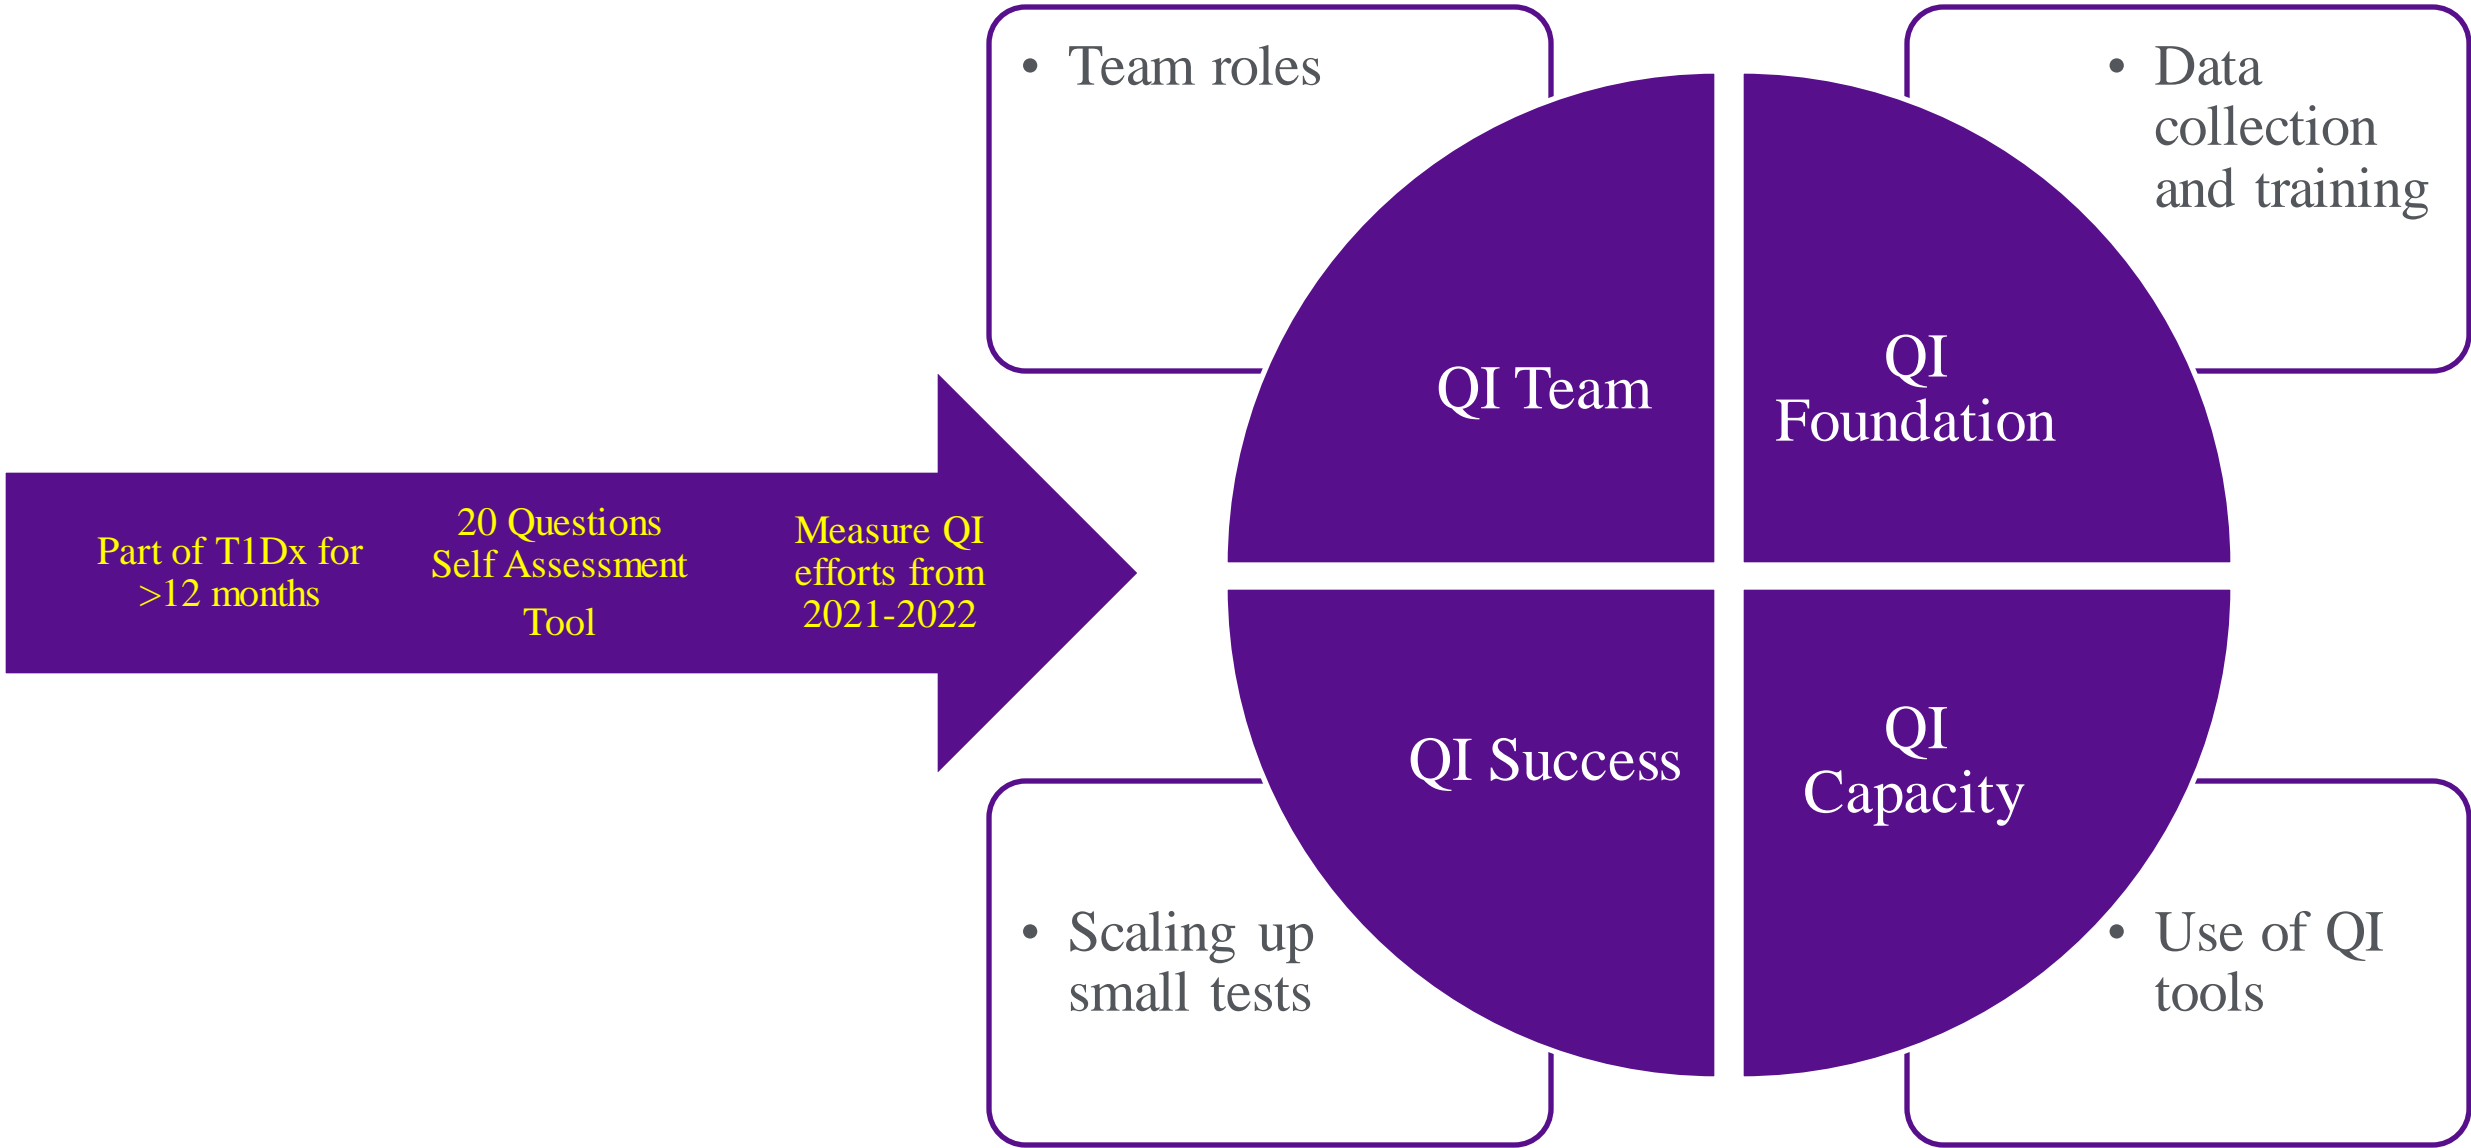 • Team roles
• Data
collection
and training
QI Team
QI
Foundation
Part of T1Dx for
>12 months
20 Questions
Self Assessment
Tool
Measure QI
efforts from
2021-2022
QI Success
QI
Capacity
• Scaling up
small tests
• Use of QI
tools